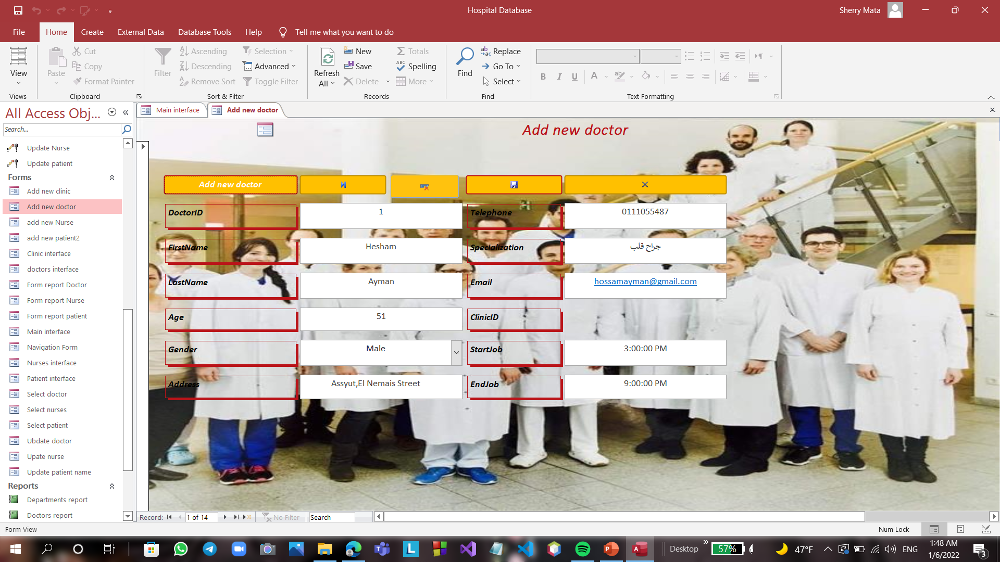 Hospital Database
Sherry Mata
File Home Create External Data Database Tools Help Tell me what you want to do
View
Views
Paste
Cut
Copy
Format Painter
Clipboard
Filter
Ascending
Descending
Remove Sort
Selection
Advanced
Toggle Filter
Sort & Filter
Refresh
All
New
Save
Delete
Totals
Spelling
More
Records
Find
Replace
Go To
Select
Find
B I U A
Text Formatting
All Access Obj...
Search...
Update Nurse
Update patient
Forms
Add new clinic
Add new doctor
add new Nurse
add new patient2
Clinic interface
doctors interface
Form report Doctor
Form report Nurse
Form report patient
Main interface
Navigation Form
Nurses interface
Patient interface
Select doctor
Select nurses
Select patient
Ubdate doctor
Upate nurse
Update patient name
Reports
Departments report
Doctors report
Main interface
Add new doctor
Add new doctor
Add new doctor
DoctorID 1
Telephone 0111055487
FirstName Hesham
Specialization جراح قلب
LastName Ayman
Email hossamayman@gmail.com
Age 51
ClinicID
Gender Male
StartJob 3:00:00 PM
Address Assyut,El Nemais Street
EndJob 9:00:00 PM
Record: 1 of 14 No Filter Search
Form View
Num Lock
Desktop
57%
47°F
ENG
1:48 AM
1/6/2022
3